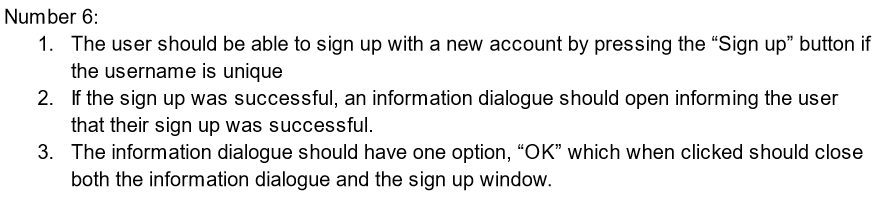 Number 6:
1. The user should be able to sign up with a new account by pressing the “Sign up” button if
the username is unique
2. If the sign up was successful, an information dialogue should open informing the user
that their sign up was successful.
3. The information dialogue should have one option, “OK” which when clicked should close
both the information dialogue and the sign up window.